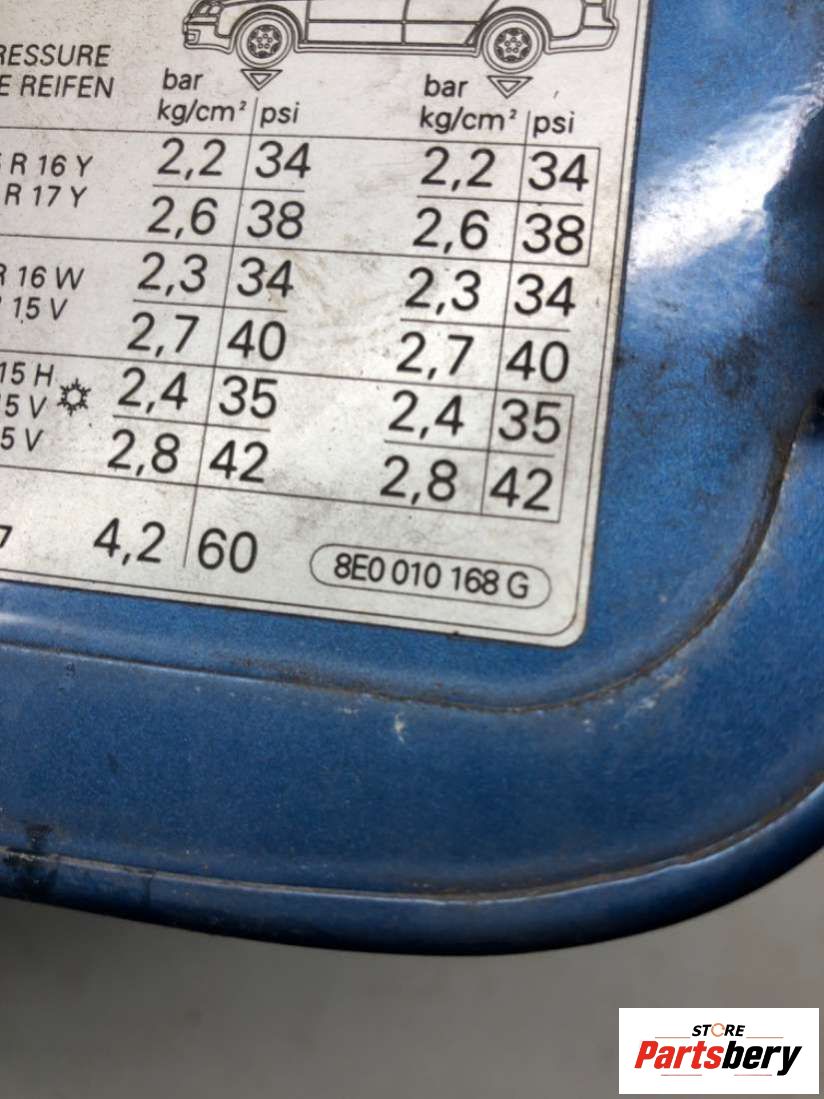 RESSURE
E REIFEN
bar bar
kg/cm² psi kg/cm² psi
R 16 Y 2,2 34 2,2 34
R 17 Y 2,6 38 2,6 38
R 16 W 2,3 34 2,3 34
15 V 2,7 40 2,7 40
15 H 2,4 35 2,4 35
5 V
5 V 2,8 42 2,8 42
7 4,2 60 8E0 010 168 G
STORE
Partsbery